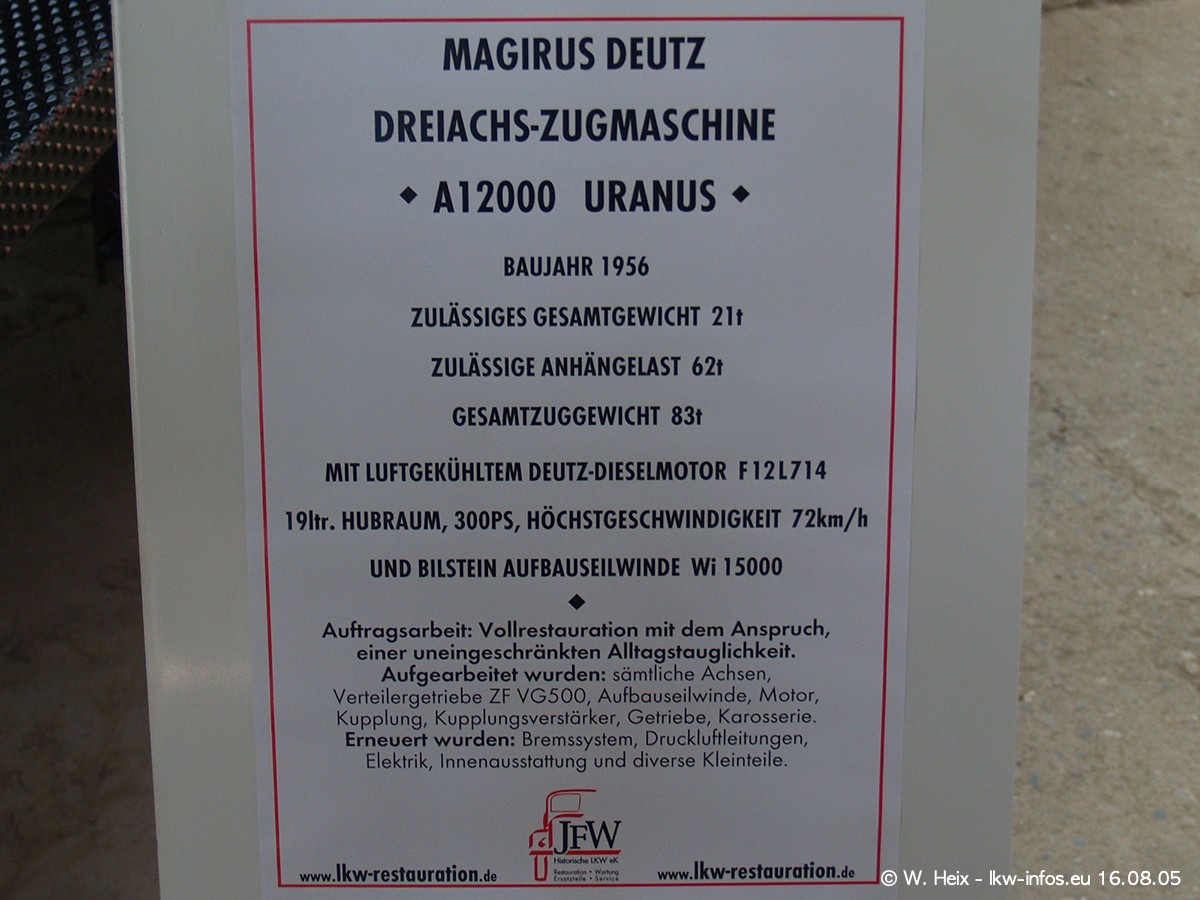 MAGIRUS DEUTZ
DREIACHS-ZUGMASCHINE
◆ A12000 URANUS ◆
BAUJAHR 1956
ZULÄSSIGES GESAMTGEWICHT 21t
ZULÄSSIGE ANHÄNGELAST 62t
GESAMTZUGGEWICHT 83t
MIT LUFTGEKÜHLTEM DEUTZ-DIESELMOTOR F12L714
19ltr. HUBRAUM, 300PS, HÖCHSTGESCHWINDIGKEIT 72km/h
UND BILSTEIN AUFBAUSEILWINDE Wi 15000
◆
Auftragsarbeit: Vollrestauration mit dem Anspruch,
einer uneingeschränkten Alltagstauglichkeit.
Aufgearbeitet wurden: sämtliche Achsen,
Verteilergetriebe ZF VG500, Aufbauseilwinde, Motor,
Kupplung, Kupplungsverstärker, Getriebe, Karosserie.
Erneuert wurden: Bremssystem, Druckluftleitungen,
Elektrik, Innenausstattung und diverse Kleinteile.
JFW
Historische LKW eK
Restauration • Wartung
Ersatzteile • Service
www.lkw-restauration.de
www.lkw-restauration.de
© W. Heix - lkw-infos.eu 16.08.05